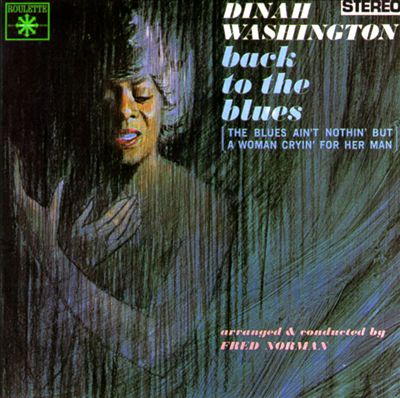 ROULETTE
STEREO
DINAH
WASHINGTON
back
to the
blues
(THE BLUES AIN'T NOTHIN' BUT
A WOMAN CRYIN' FOR HER MAN)
arranged & conducted by
FRED NORMAN